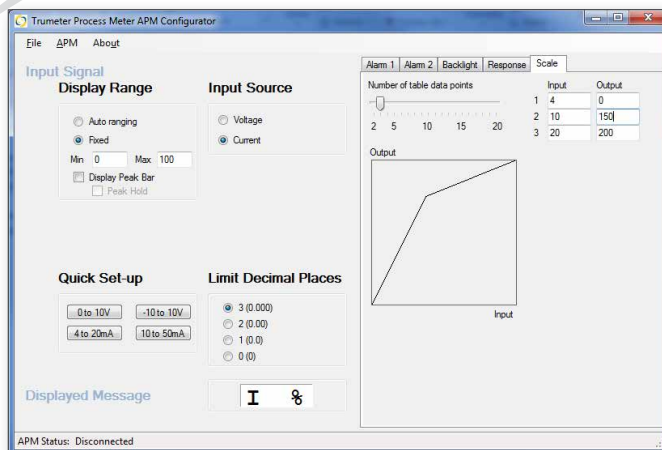 Trumeter Process Meter APM Configurator
File APM About
Input Signal
Display Range
Auto ranging
Fixed
Min 0 Max 100
Display Peak Bar
Peak Hold
Input Source
Voltage
Current
Quick Set-up
0 to 10V -10 to 10V
4 to 20mA 10 to 50mA
Limit Decimal Places
3 (0.000)
2 (0.00)
1 (0.0)
0 (0)
Displayed Message
I %
Alarm 1 Alarm 2 Backlight Response Scale
Number of table data points
2 5 10 15 20
Input Output
1 4 0
2 10 150
3 20 200
Output
Input
APM Status: Disconnected